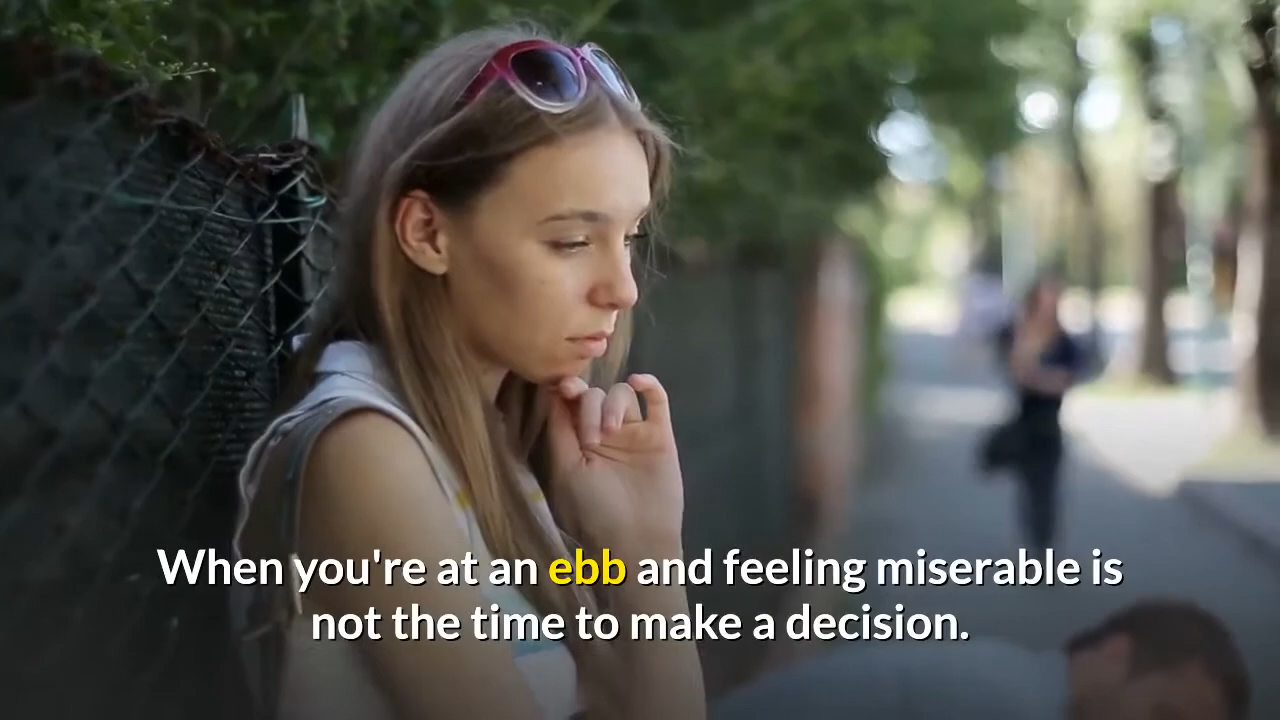 When you're at an ebb and feeling miserable is
not the time to make a decision.